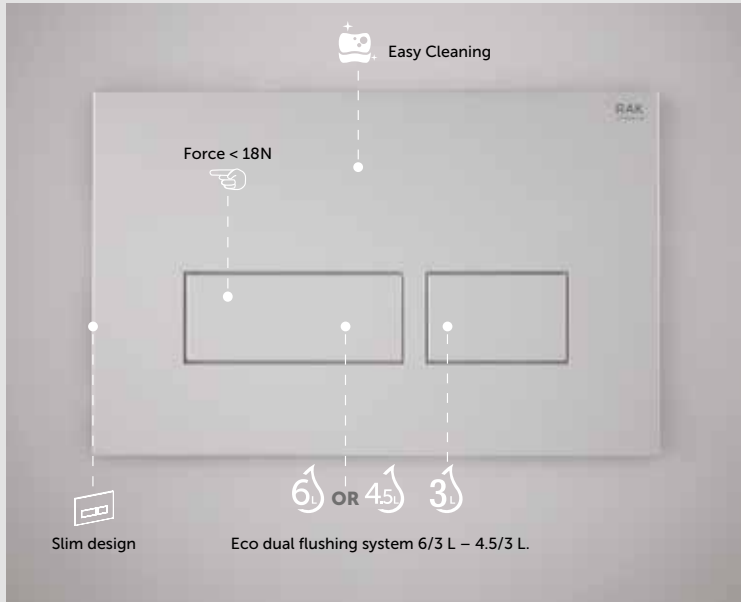 Easy Cleaning
RAK
Force < 18N
6L OR 4.5L 3L
Slim design
Eco dual flushing system 6/3 L – 4.5/3 L.